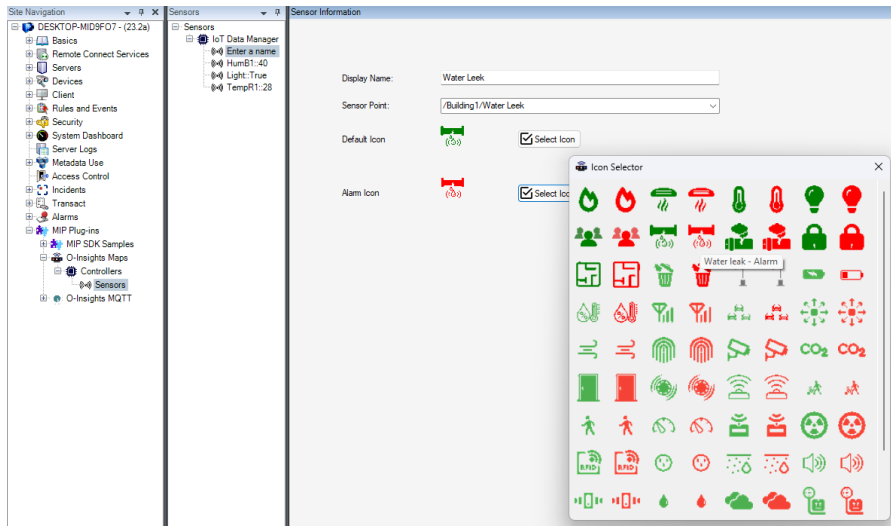 Site Navigation
DESKTOP-MID9FO7 - (23.2a)
Basics
Remote Connect Services
Servers
Devices
Client
Rules and Events
Security
System Dashboard
Server Logs
Metadata Use
Access Control
Incidents
Transact
Alarms
MIP Plug-ins
MIP SDK Samples
O-Insights Maps
Controllers
Sensors
O-Insights MQTT
Sensors
Sensors
IoT Data Manager
Enter a name
HumB1::40
Light::True
TempR1::28
Sensor Information
Display Name:
Water Leek
Sensor Point:
/Building1/Water Leek
Default Icon
Select Icon
Alarm Icon
Select Ico
Icon Selector
Water leak - Alarm
CO2 CO2
RFID RFID